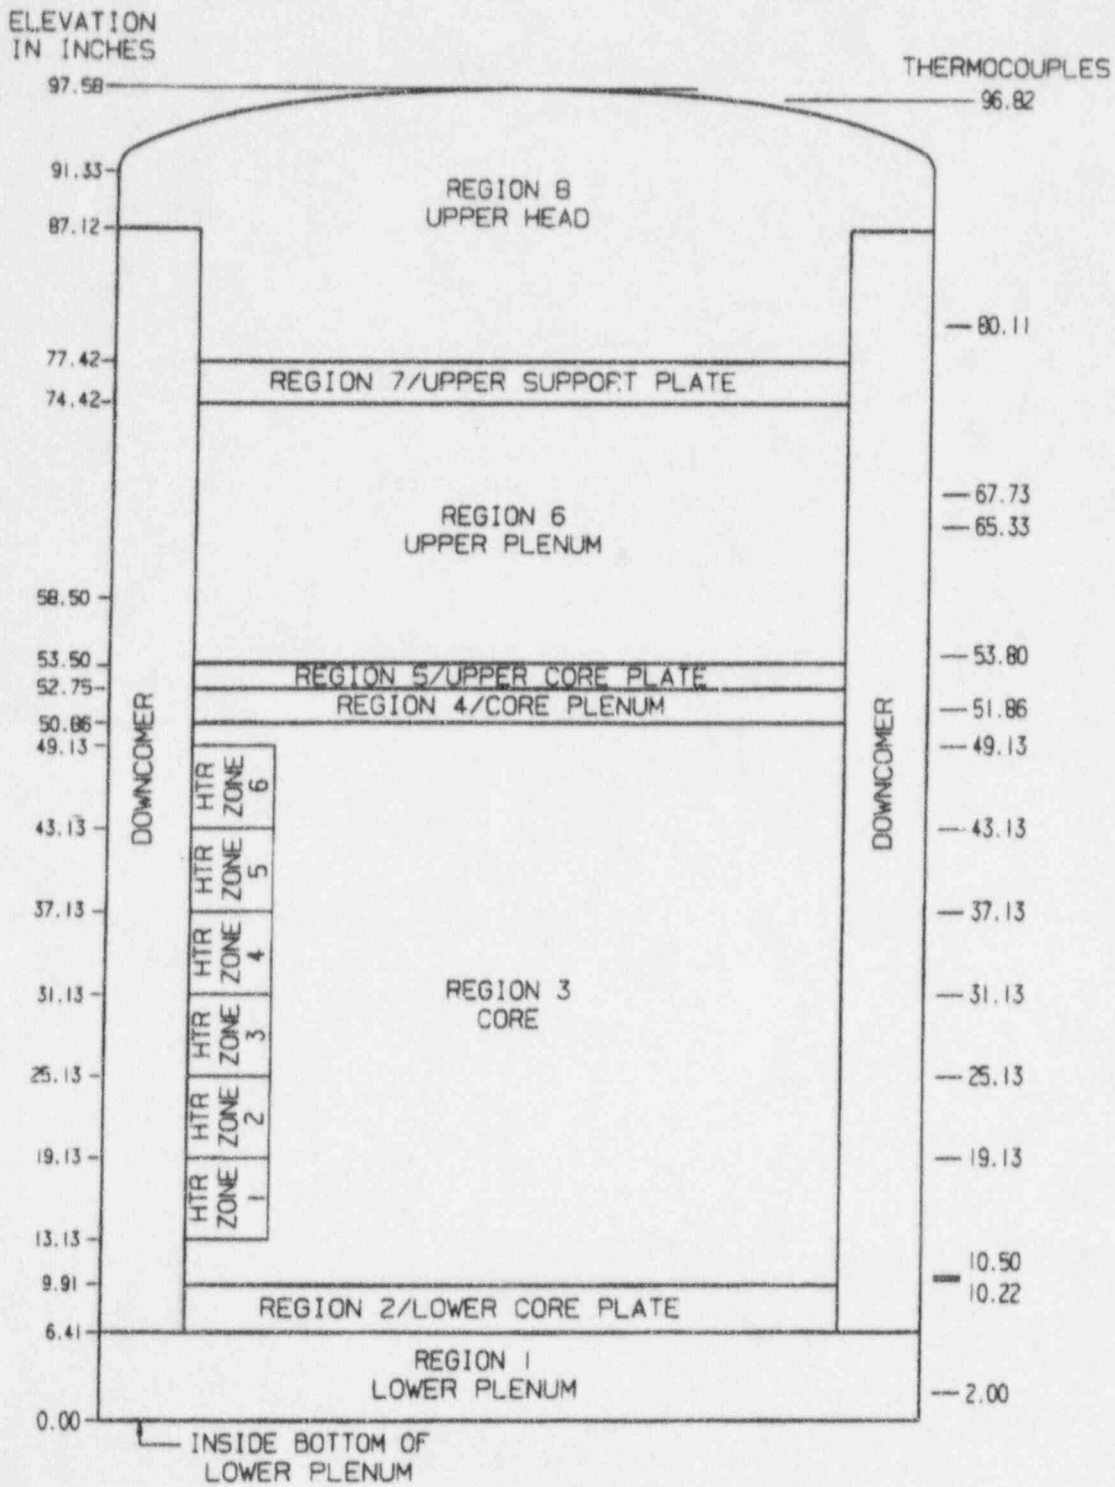 ELEVATION
IN INCHES
THERMOCOUPLES
97.58
96.82
91.33
REGION 8
UPPER HEAD
87.12
80.11
77.42
REGION 7/UPPER SUPPORT PLATE
74.42
67.73
REGION 6
UPPER PLENUM
65.33
58.50
53.50
53.80
REGION 5/UPPER CORE PLATE
52.75
REGION 4/CORE PLENUM
51.86
50.86
49.13
49.13
DOWNCOMER
DOWNCOMER
HTR
ZONE
6
43.13
43.13
HTR
ZONE
5
37.13
37.13
HTR
ZONE
4
31.13
REGION 3
CORE
31.13
HTR
ZONE
3
25.13
25.13
HTR
ZONE
2
19.13
19.13
HTR
ZONE
1
13.13
10.50
9.91
10.22
REGION 2/LOWER CORE PLATE
6.41
REGION 1
LOWER PLENUM
2.00
0.00
INSIDE BOTTOM OF
LOWER PLENUM